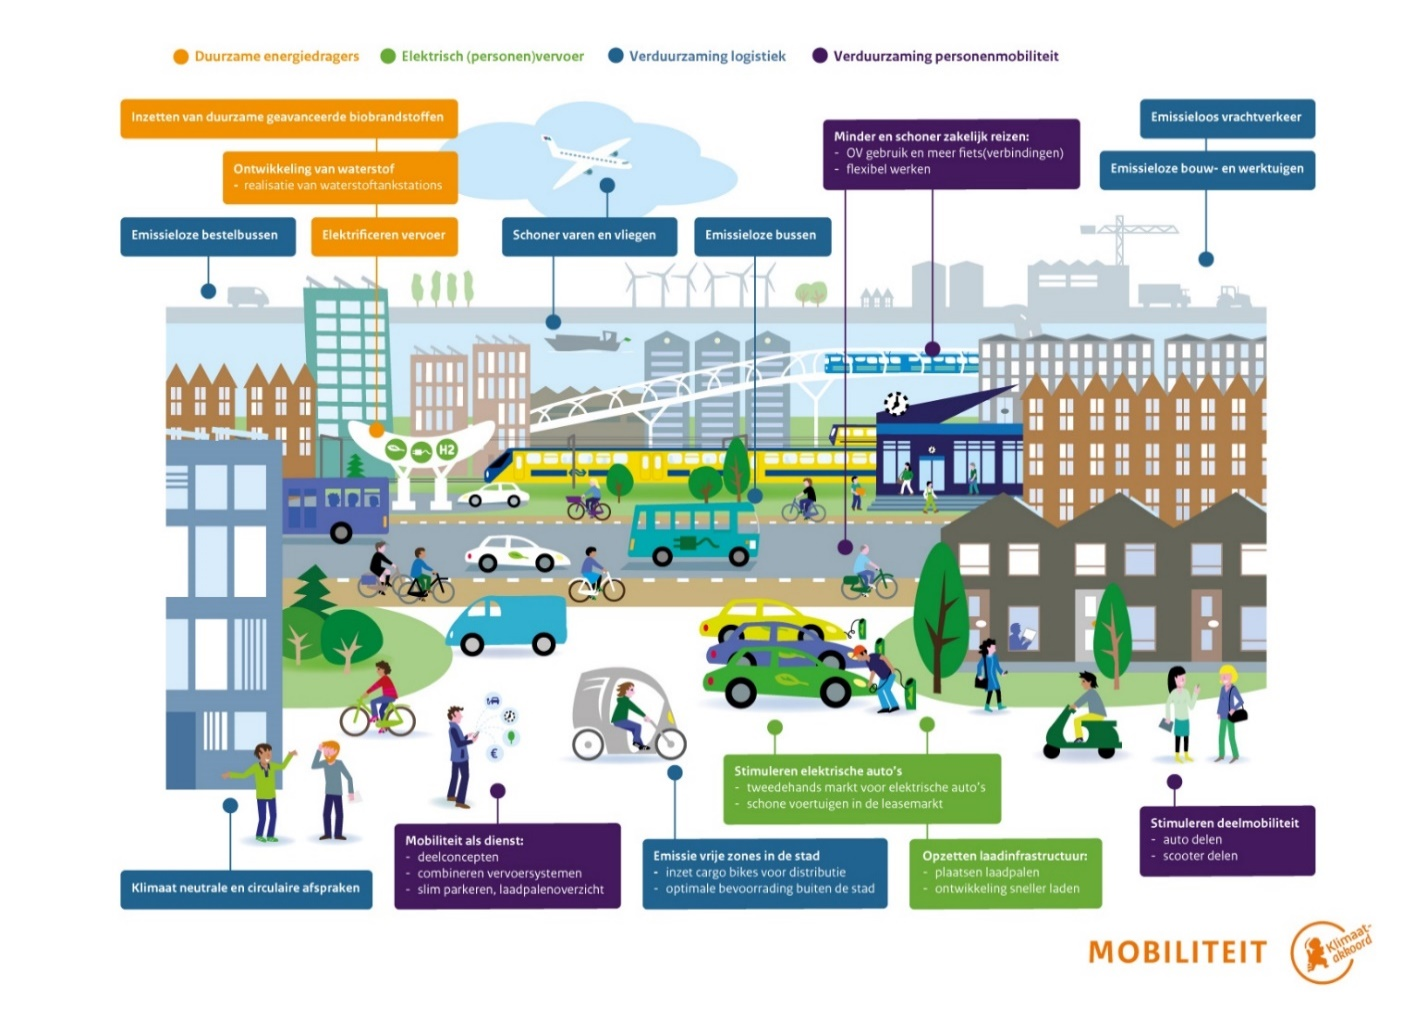 Duurzame energiedragers
Elektrisch (personen)vervoer
Verduurzaming logistiek
Verduurzaming personenmobiliteit
Inzetten van duurzame geavanceerde biobrandstoffen
Ontwikkeling van waterstof
- realisatie van waterstoftankstations
Emissieloze bestelbussen
Elektrificeren vervoer
Schoner varen en vliegen
Emissieloze bussen
Minder en schoner zakelijk reizen:
- OV gebruik en meer fiets(verbindingen)
- flexibel werken
Emissieloos vrachtverkeer
Emissieloze bouw- en werktuigen
H2
€
Stimuleren elektrische auto's
- tweedehands markt voor elektrische auto's
- schone voertuigen in de leasemarkt
Klimaat neutrale en circulaire afspraken
Mobiliteit als dienst:
- deelconcepten
- combineren vervoersystemen
- slim parkeren, laadpalenoverzicht
Emissie vrije zones in de stad
- inzet cargo bikes voor distributie
- optimale bevoorrading buiten de stad
Opzetten laadinfrastructuur:
- plaatsen laadpalen
- ontwikkeling sneller laden
Stimuleren deelmobiliteit
- auto delen
- scooter delen
MOBILITEIT
Klimaat-
akkoord